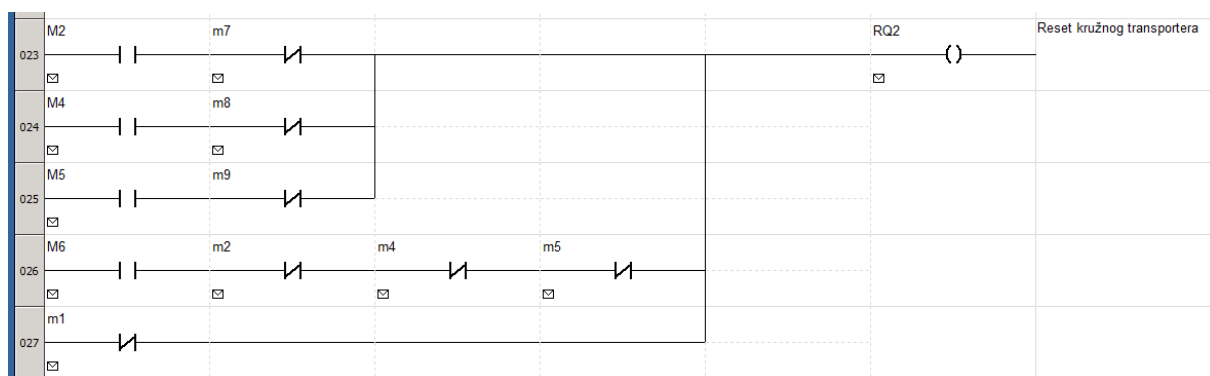 M2 m7 RQ2 Reset kružnog transportera
023
M4 m8
024
M5 m9
025
M6 m2 m4 m5
026
m1
027